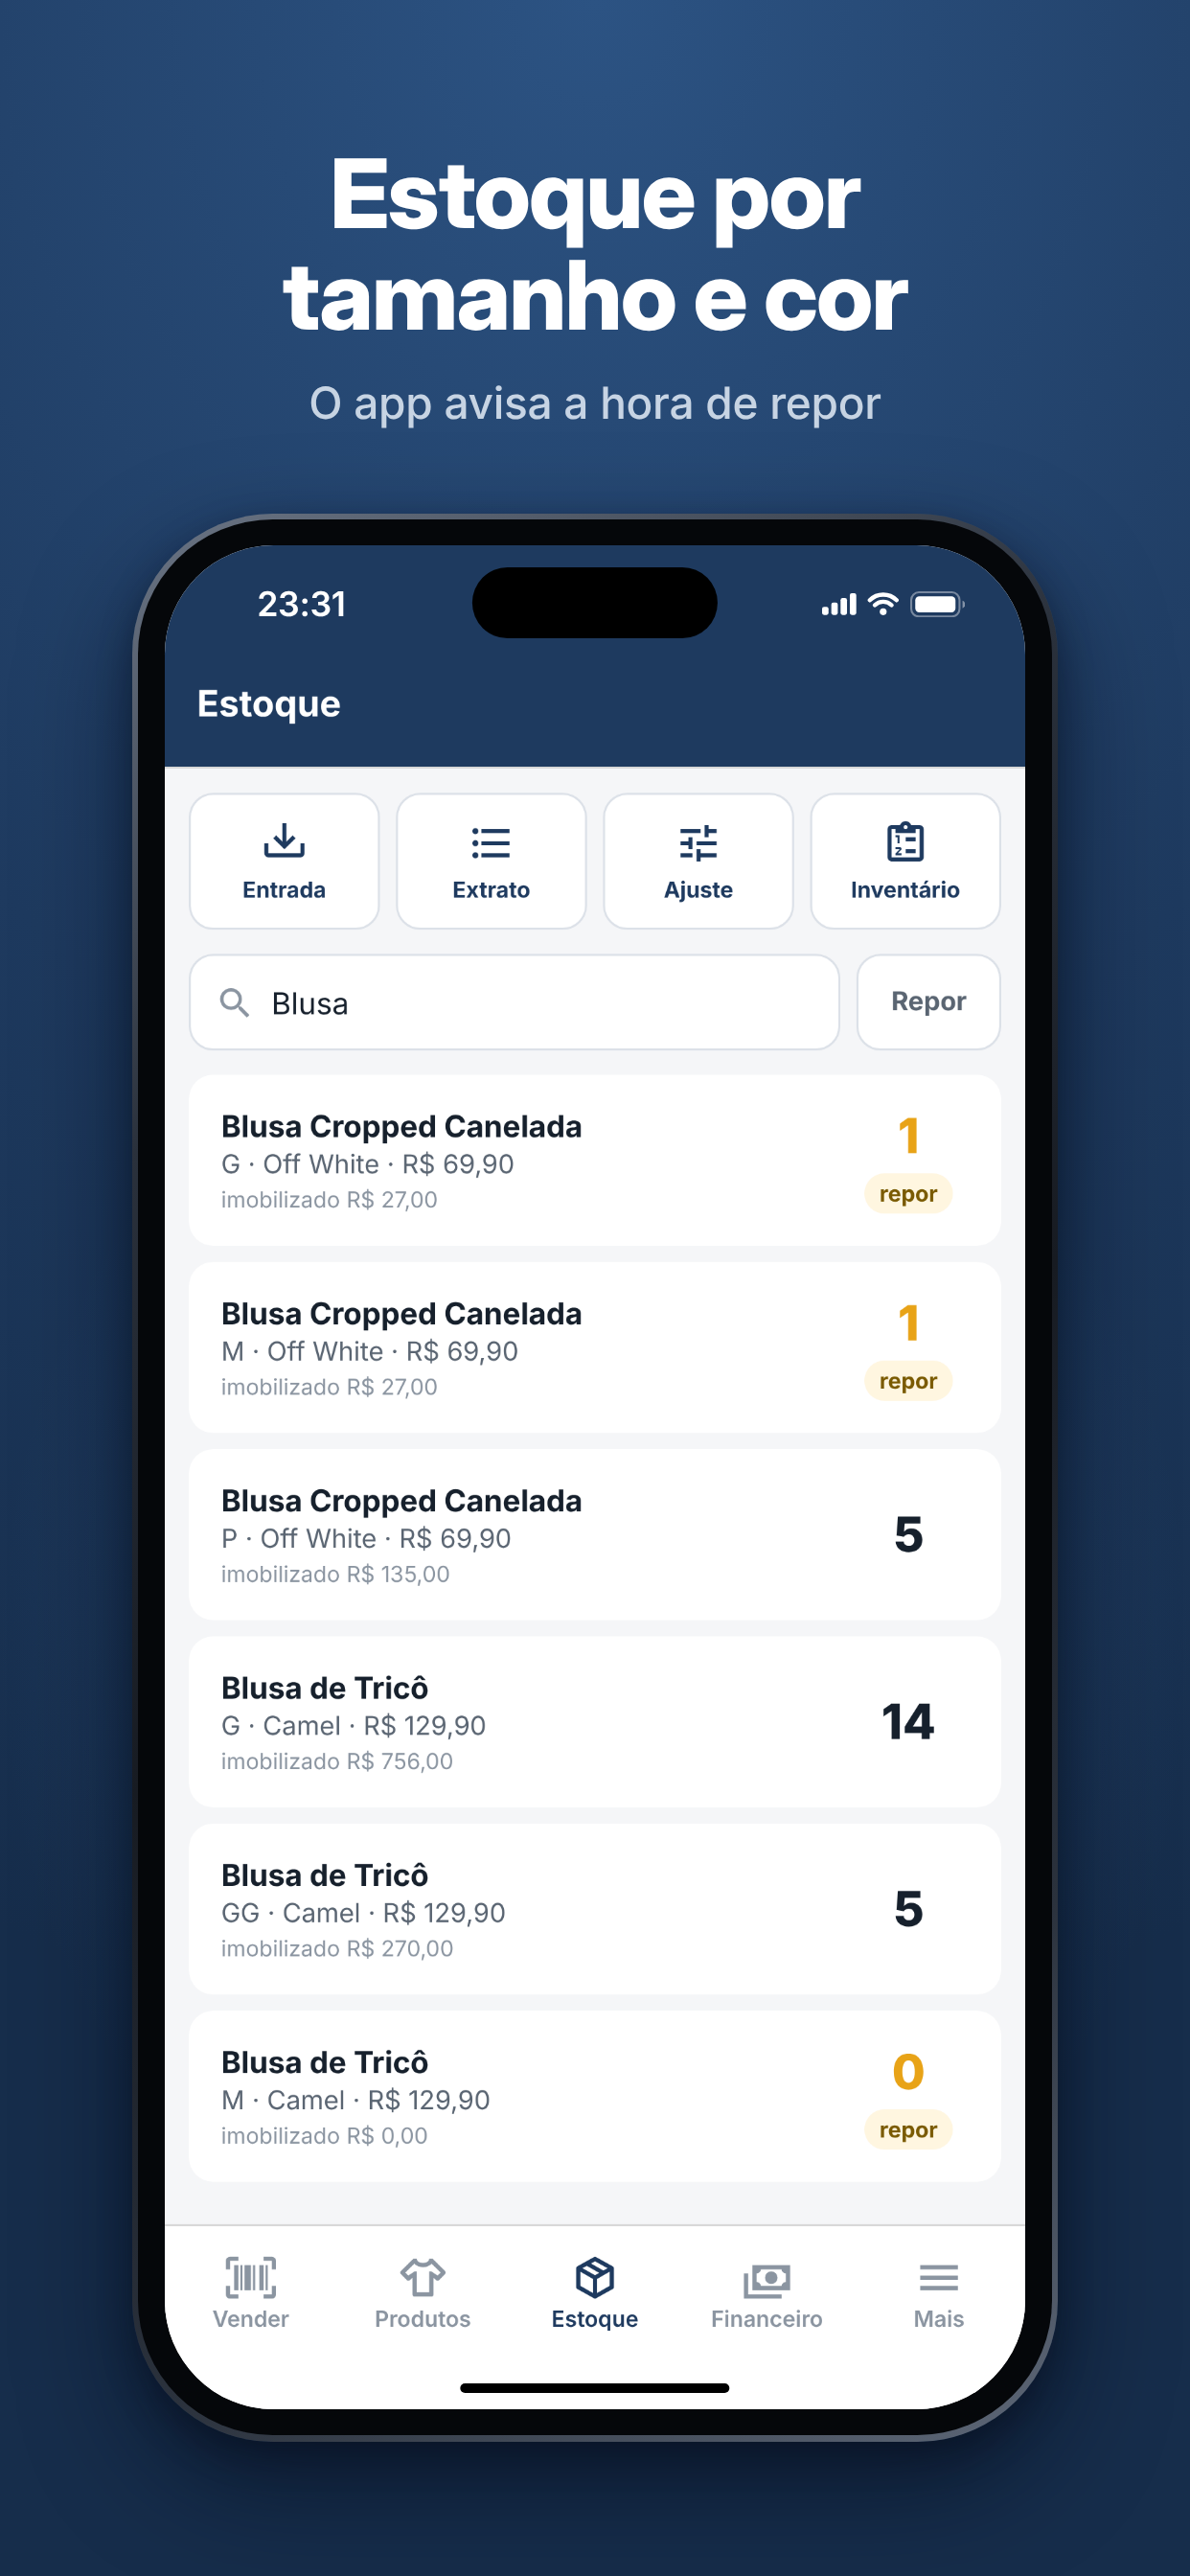 Estoque por
tamanho e cor
O app avisa a hora de repor
23:31
Estoque
Entrada
Extrato
Ajuste
Inventário
Blusa
Repor
Blusa Cropped Canelada
1
G · Off White · R$ 69,90
repor
imobilizado R$ 27,00
Blusa Cropped Canelada
1
M · Off White · R$ 69,90
repor
imobilizado R$ 27,00
Blusa Cropped Canelada
P · Off White · R$ 69,90
5
imobilizado R$ 135,00
Blusa de Tricô
G · Camel · R$ 129,90
14
imobilizado R$ 756,00
Blusa de Tricô
GG · Camel · R$ 129,90
5
imobilizado R$ 270,00
Blusa de Tricô
0
M · Camel · R$ 129,90
repor
imobilizado R$ 0,00
Vender
Produtos
Estoque
Financeiro
Mais